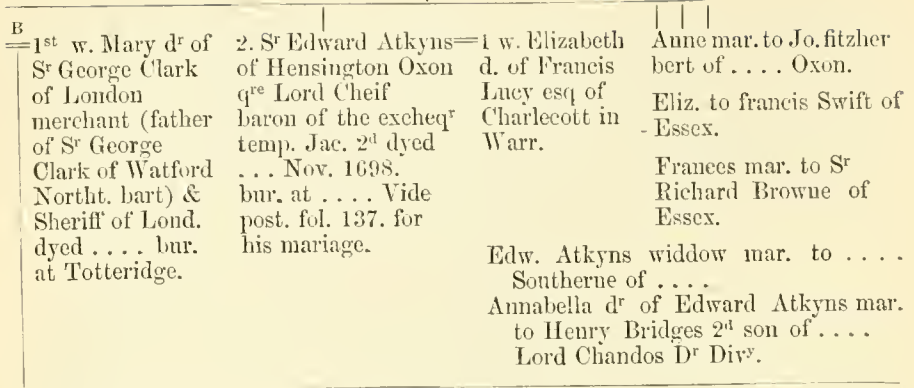 B
=1st w. Mary dr of
Sr George Clark
of London
merchant (father
of Sr George
Clark of Watford
Northt. bart) &
Sheriff of Lond.
dyed .... bur.
at Totteridge.
2. Sr Edward Atkyns=
of Hensington Oxon
qre Lord Cheif
baron of the excheqr
temp. Jac. 2d dyed
... Nov. 1698.
bur. at .... Vide
post. fol. 137. for
his mariage.
1 w. Elizabeth
d. of Francis
Lucy esq of
Charlecott in
Warr.
Anne mar. to Jo. fitzher
bert of .... Oxon.
Eliz. to francis Swift of
Essex.
Frances mar. to Sr
Richard Browne of
Essex.
Edw. Atkyns widdow mar. to ....
Southerne of ....
Annabella dr of Edward Atkyns mar.
to Henry Bridges 2d son of ....
Lord Chandos Dr Divy.